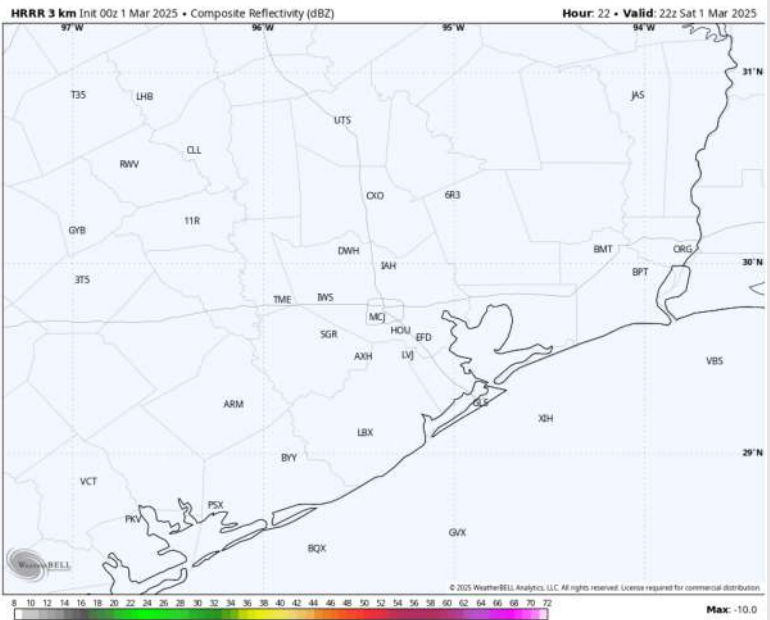 HRRR 3 km Init 00z 1 Mar 2025 • Composite Reflectivity (dBZ) Hour: 22 • Valid: 22z Sat 1 Mar 2025
97°W 96°W 95°W 94°W
31°N
T35 LHB JAS
UTS
CLL
RWV
CXO 6R3
11R
GYB
DWH BMT ORG
IAH 30°N
BPT
3T5
TME IWS
MCJ
SGR HOU EFD
AXH LVJ
VBS
ARM GLS
XIH
LBX
BYY 29°N
VCT
PSX
PKV
GVX
BQX
WeatherBELL
© 2025 WeatherBELL Analytics, LLC. All rights reserved. License required for commercial distribution.
8 10 12 14 16 18 20 22 24 26 28 30 32 34 36 38 40 42 44 46 48 50 52 54 56 58 60 62 64 66 68 70 72 Max: -10.0